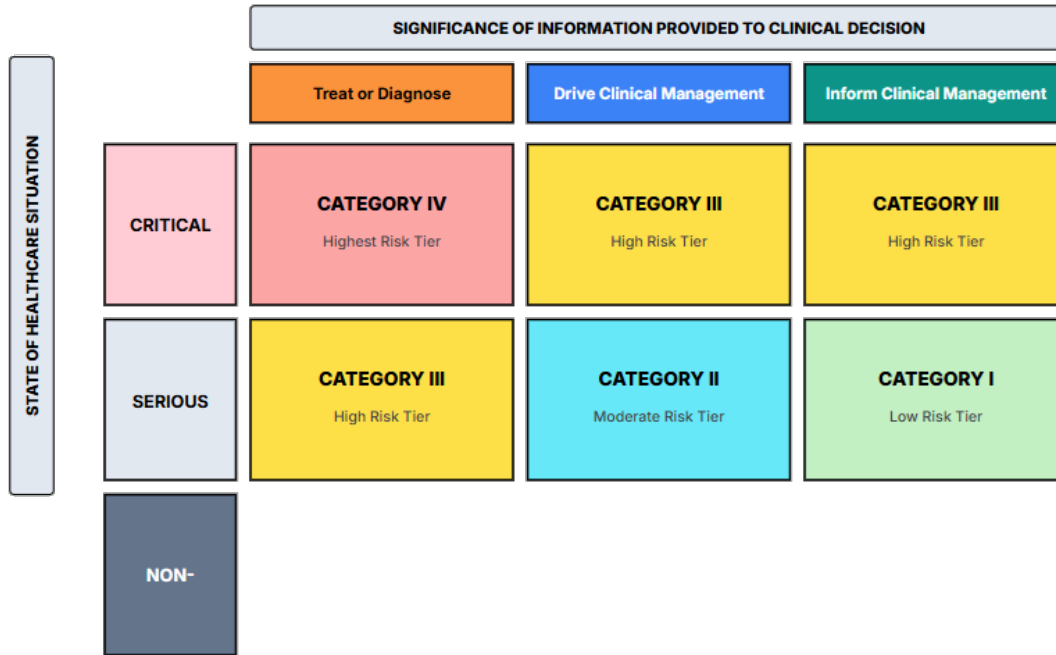 SIGNIFICANCE OF INFORMATION PROVIDED TO CLINICAL DECISION
STATE OF HEALTHCARE SITUATION
Treat or Diagnose
Drive Clinical Management
Inform Clinical Management
CRITICAL
CATEGORY IV
Highest Risk Tier
CATEGORY III
High Risk Tier
CATEGORY III
High Risk Tier
SERIOUS
CATEGORY III
High Risk Tier
CATEGORY II
Moderate Risk Tier
CATEGORY I
Low Risk Tier
NON-